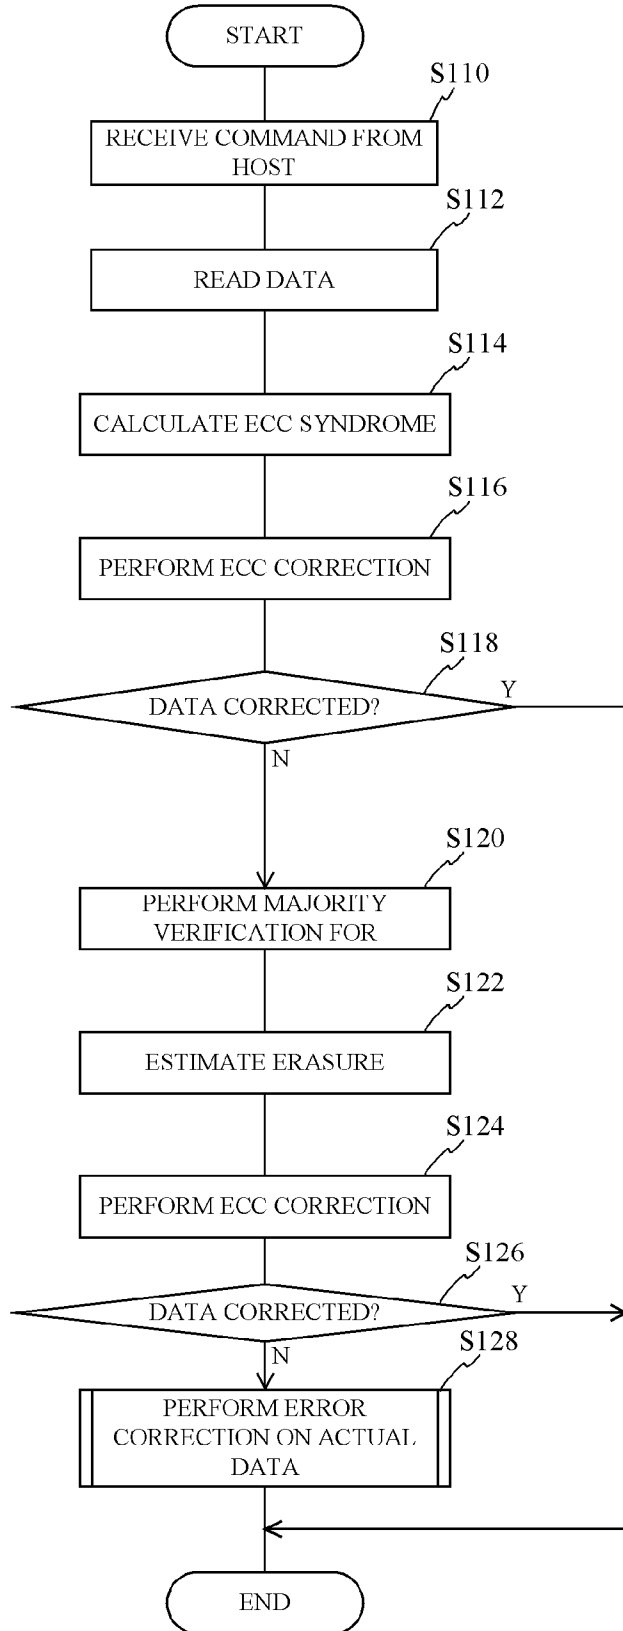 START
S110
RECEIVE COMMAND FROM
HOST
S112
READ DATA
S114
CALCULATE ECC SYNDROME
S116
PERFORM ECC CORRECTION
S118
DATA CORRECTED?
Y
N
S120
PERFORM MAJORITY
VERIFICATION FOR
S122
ESTIMATE ERASURE
S124
PERFORM ECC CORRECTION
S126
DATA CORRECTED?
Y
N
S128
PERFORM ERROR
CORRECTION ON ACTUAL
DATA
END